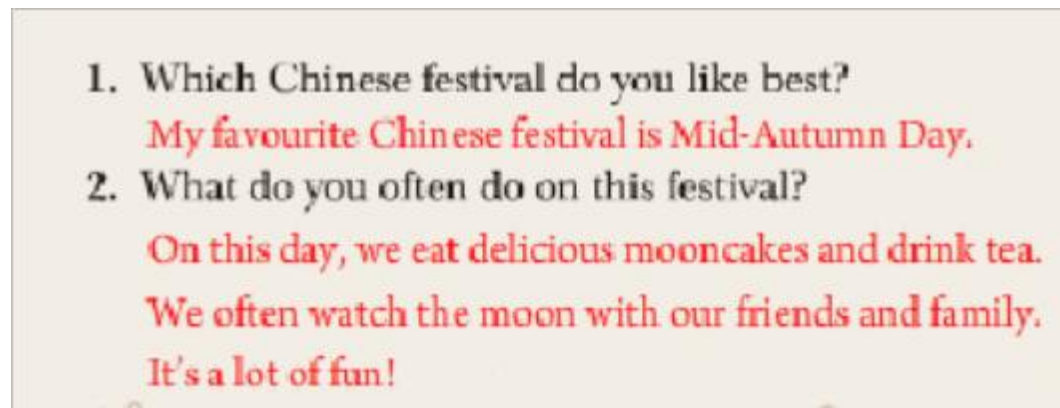 1. Which Chinese festival do you like best?
My favourite Chinese festival is Mid-Autumn Day.
2. What do you often do on this festival?
On this day, we eat delicious mooncakes and drink tea.
We often watch the moon with our friends and family.
It's a lot of fun!